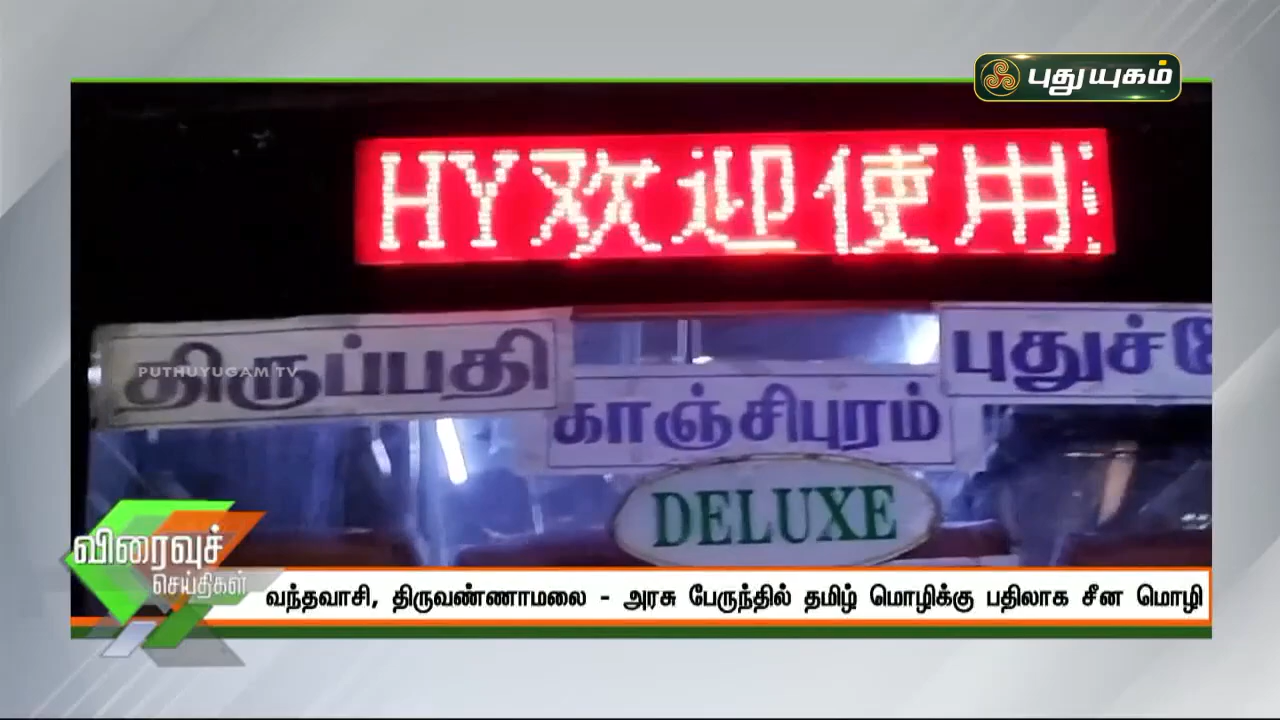 புதுயுகம்
HY欢迎使用
திருப்பதி
புதுச்
PUTHUYUGAM TV
காஞ்சிபுரம்
DELUXE
விரைவுச்
செய்திகள்
வந்தவாசி, திருவண்ணாமலை - அரசு பேருந்தில் தமிழ் மொழிக்கு பதிலாக சீன மொழி